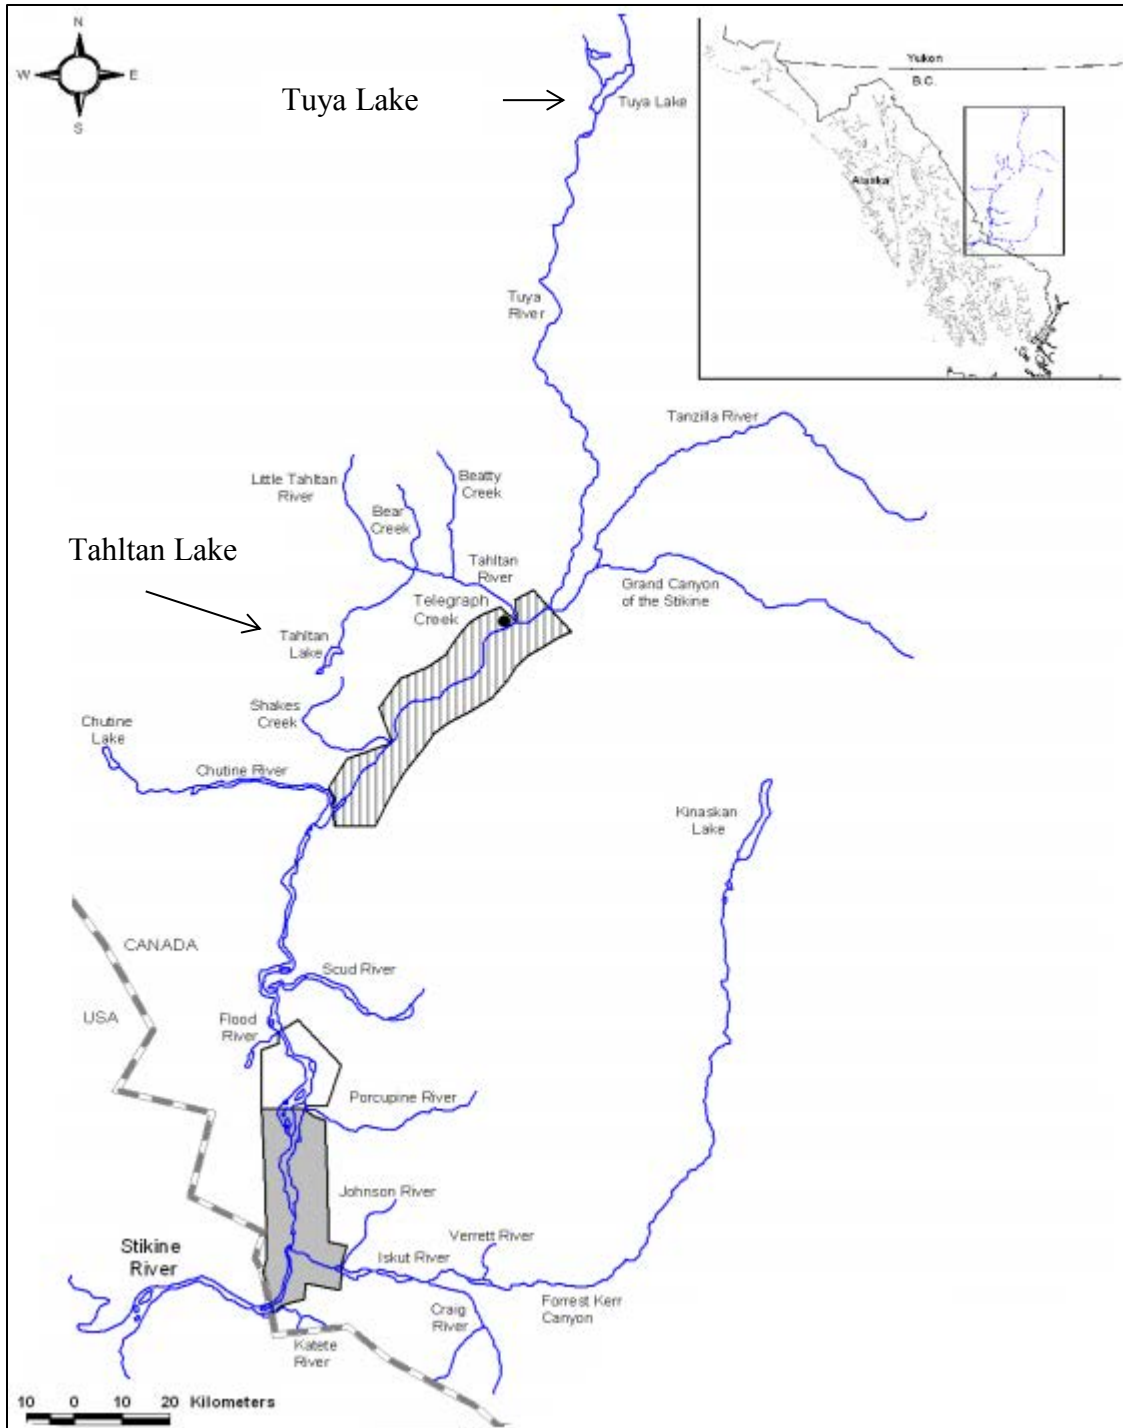 N
W
E
S
Tuya Lake
Tuya Lake
Yukon
B.C.
Alaska
Tuya
River
Tanzilla River
Little Tahltan
River
Bear
Creek
Beatty
Creek
Tahltan Lake
Tahltan
River
Grand Canyon
of the Stikine
Telegraph
Creek
Tahltan
Lake
Shakes
Creek
Chutine
Lake
Chutine River
Kinaskan
Lake
CANADA
USA
Scud River
Flood
River
Porcupine River
Johnson River
Verrett River
Iskut River
Stikine
River
Forrest Kerr
Canyon
Craig
River
Katete
River
10 0 10 20 Kilometers